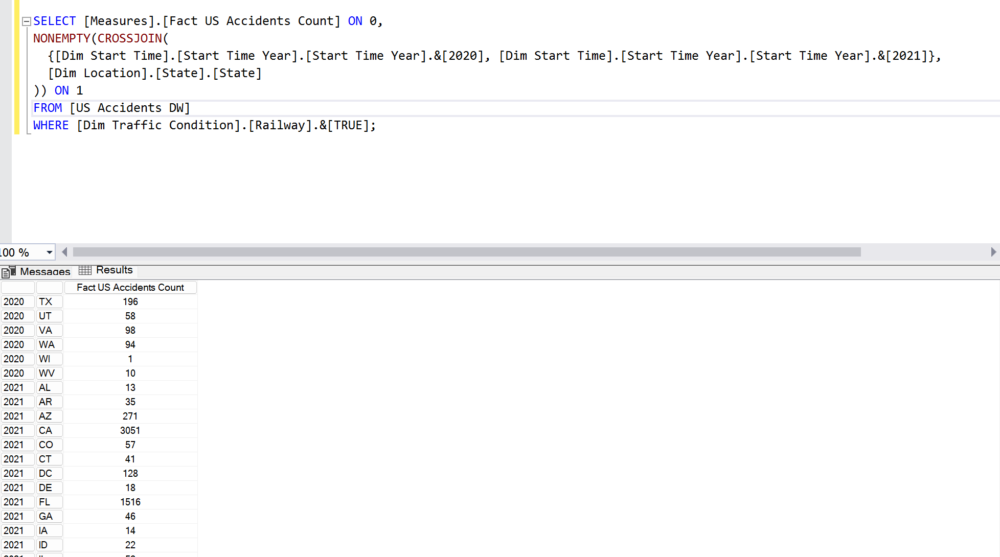 SELECT [Measures].[Fact US Accidents Count] ON 0,
NONEMPTY(CROSSJOIN(
{[Dim Start Time].[Start Time Year].[Start Time Year].&[2020], [Dim Start Time].[Start Time Year].[Start Time Year].&[2021]},
[Dim Location].[State].[State]
)) ON 1
FROM [US Accidents DW]
WHERE [Dim Traffic Condition].[Railway].&[TRUE];
100 %
Messages Results
Fact US Accidents Count
2020 TX 196
2020 UT 58
2020 VA 98
2020 WA 94
2020 WI 1
2020 WV 10
2021 AL 13
2021 AR 35
2021 AZ 271
2021 CA 3051
2021 CO 57
2021 CT 41
2021 DC 128
2021 DE 18
2021 FL 1516
2021 GA 46
2021 IA 14
2021 ID 22
2021